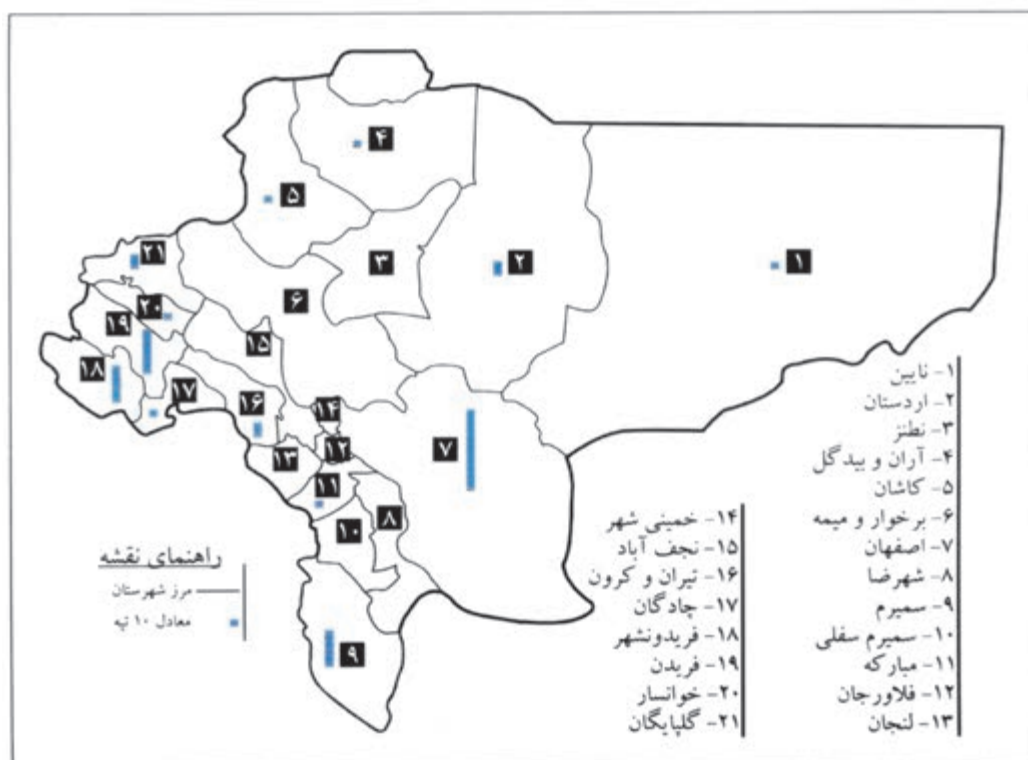 ۱
۲
۳
۴
۵
۶
۷
۸
۹
۱۰
۱۱
۱۲
۱۳
۱۴
۱۵
۱۶
۱۷
۱۸
۱۹
۲۰
۲۱
۱- نایین
۲- اردستان
۳- نطنز
۴- آران و بیدگل
۵- کاشان
۶- برخوار و میمه
۷- اصفهان
۸- شهرضا
۹- سمیرم
۱۰- سمیرم سفلی
۱۱- مبارکه
۱۲- فلاورجان
۱۳- لنجان
۱۴- خمینی شهر
۱۵- نجف آباد
۱۶- تیران و کرون
۱۷- چادگان
۱۸- فریدونشهر
۱۹- فریدن
۲۰- خوانسار
۲۱- گلپایگان
راهنمای نقشه
مرز شهرستان
معادل ۱۰ تپه